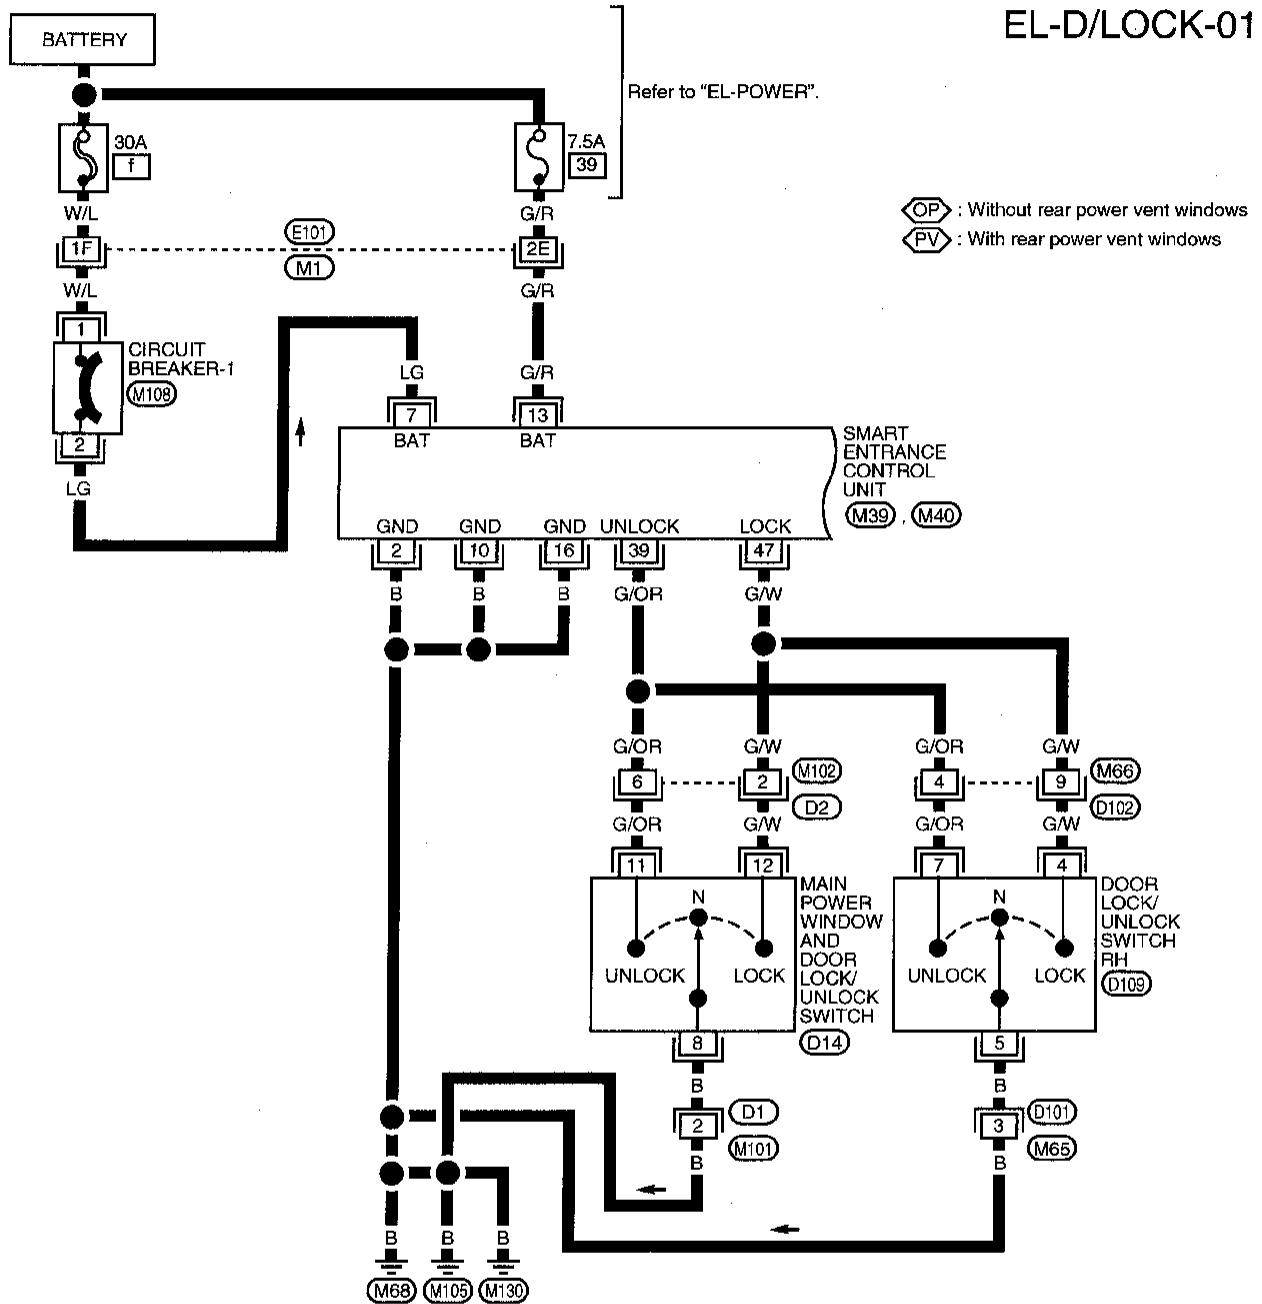 EL-D/LOCK-01
BATTERY
Refer to "EL-POWER".
30A
f
7.5A
39
W/L
G/R
OP : Without rear power vent windows
PV : With rear power vent windows
1F
E101
M1
2E
W/L
G/R
1
CIRCUIT
BREAKER-1
M108
2
LG
LG
G/R
7
13
BAT
BAT
SMART
ENTRANCE
CONTROL
UNIT
M39 , M40
GND
GND
GND
UNLOCK
LOCK
2
10
16
39
47
B
B
B
G/OR
G/W
G/OR
G/W
G/OR
G/W
6
2
M102
D2
4
9
M66
D102
G/OR
G/W
G/OR
G/W
11
12
7
4
N
UNLOCK
LOCK
MAIN
POWER
WINDOW
AND
DOOR
LOCK/
UNLOCK
SWITCH
D14
N
UNLOCK
LOCK
DOOR
LOCK/
UNLOCK
SWITCH
RH
D109
8
5
B
B
2
D1
M101
3
D101
M65
B
B
B
B
B
M68
M105
M130